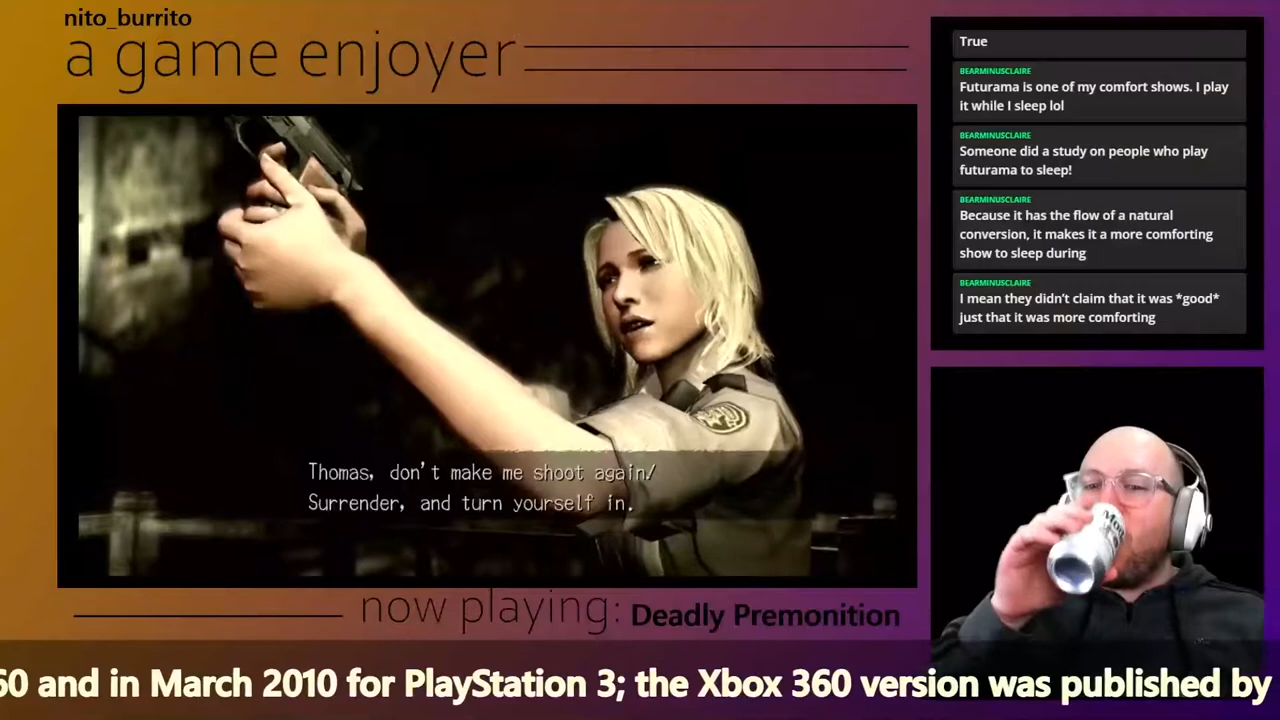 nito_burrito
a game enjoyer
True
BEARMINUSCLAIRE
Futurama is one of my comfort shows. I play
it while I sleep lol
BEARMINUSCLAIRE
Someone did a study on people who play
futurama to sleep!
BEARMINUSCLAIRE
Because it has the flow of a natural
conversion, it makes it a more comforting
show to sleep during
BEARMINUSCLAIRE
I mean they didn't claim that it was *good*
just that it was more comforting
Thomas, don't make me shoot again/
Surrender, and turn yourself in.
now playing: Deadly Premonition
60 and in March 2010 for PlayStation 3; the Xbox 360 version was published by